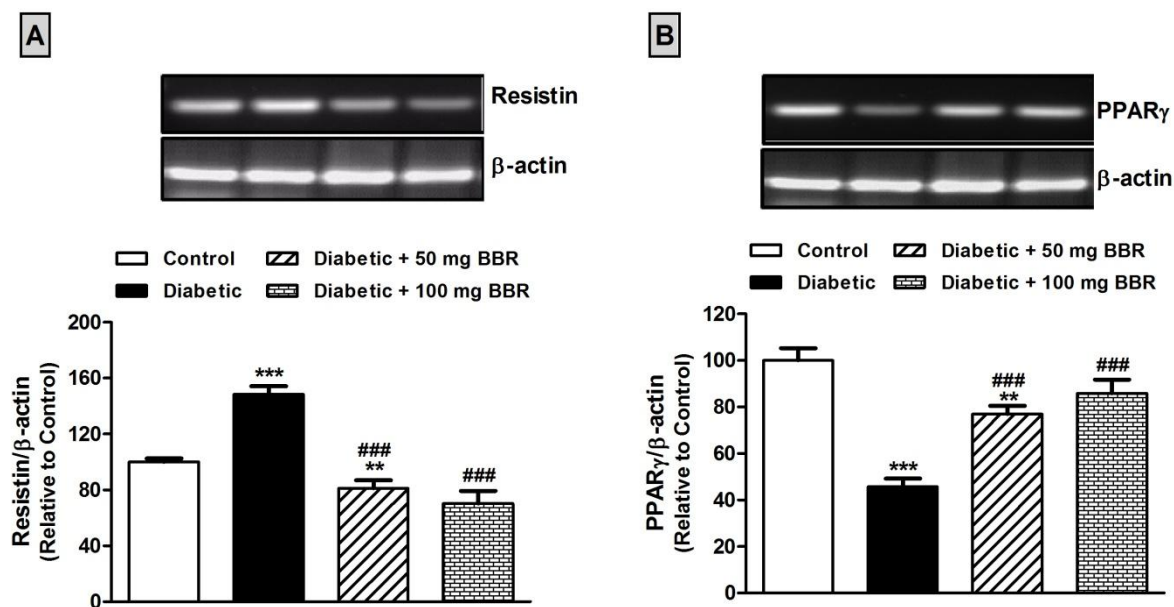 A
Resistin
β-actin
Control
Diabetic + 50 mg BBR
Diabetic
Diabetic + 100 mg BBR
Resistin/β-actin
(Relative to Control)
200
160
120
80
40
0
***
###
**
###
B
PPARγ
β-actin
Control
Diabetic + 50 mg BBR
Diabetic
Diabetic + 100 mg BBR
PPARγ/β-actin
(Relative to Control)
120
100
80
60
40
20
0
***
###
**
###